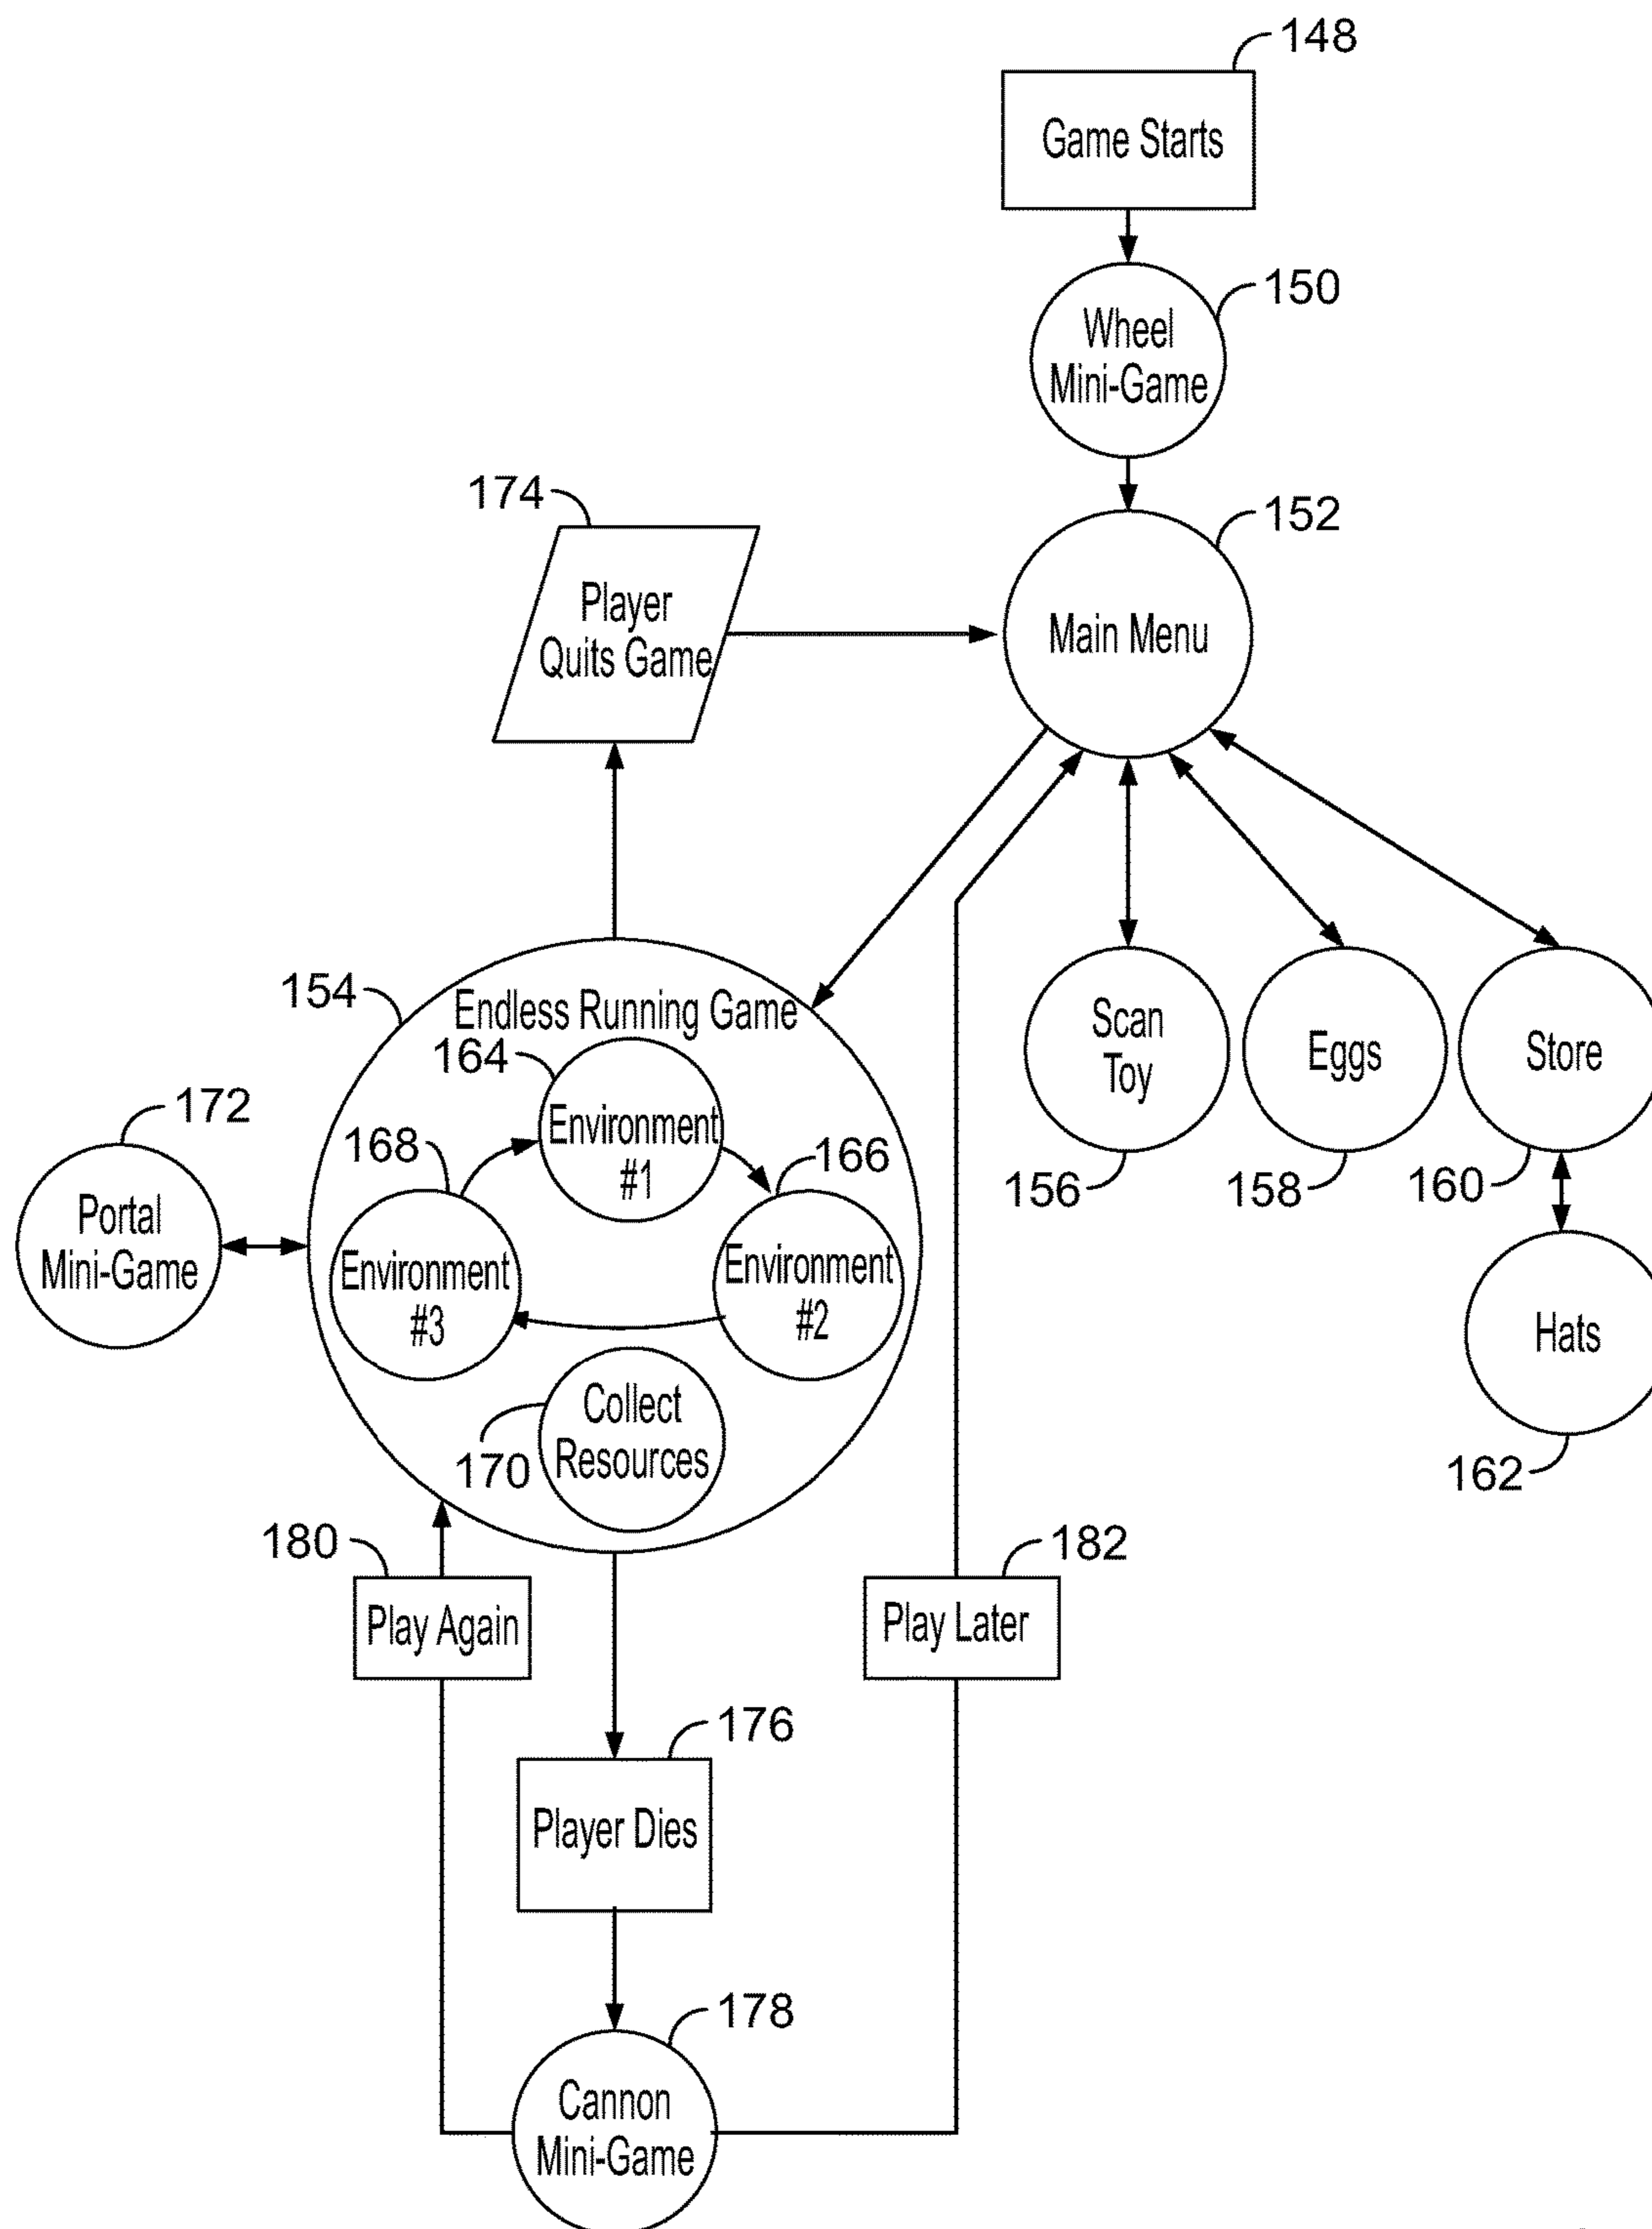 148
Game Starts
150
Wheel
Mini-Game
174
152
Player
Quits Game
Main Menu
154
Endless Running Game
164
Environment
#1
172
168
166
Portal
Mini-Game
Environment
#3
Environment
#2
Scan
Toy
Eggs
Store
156
158
160
Hats
162
Collect
Resources
170
180
Play Again
182
Play Later
176
Player Dies
178
Cannon
Mini-Game